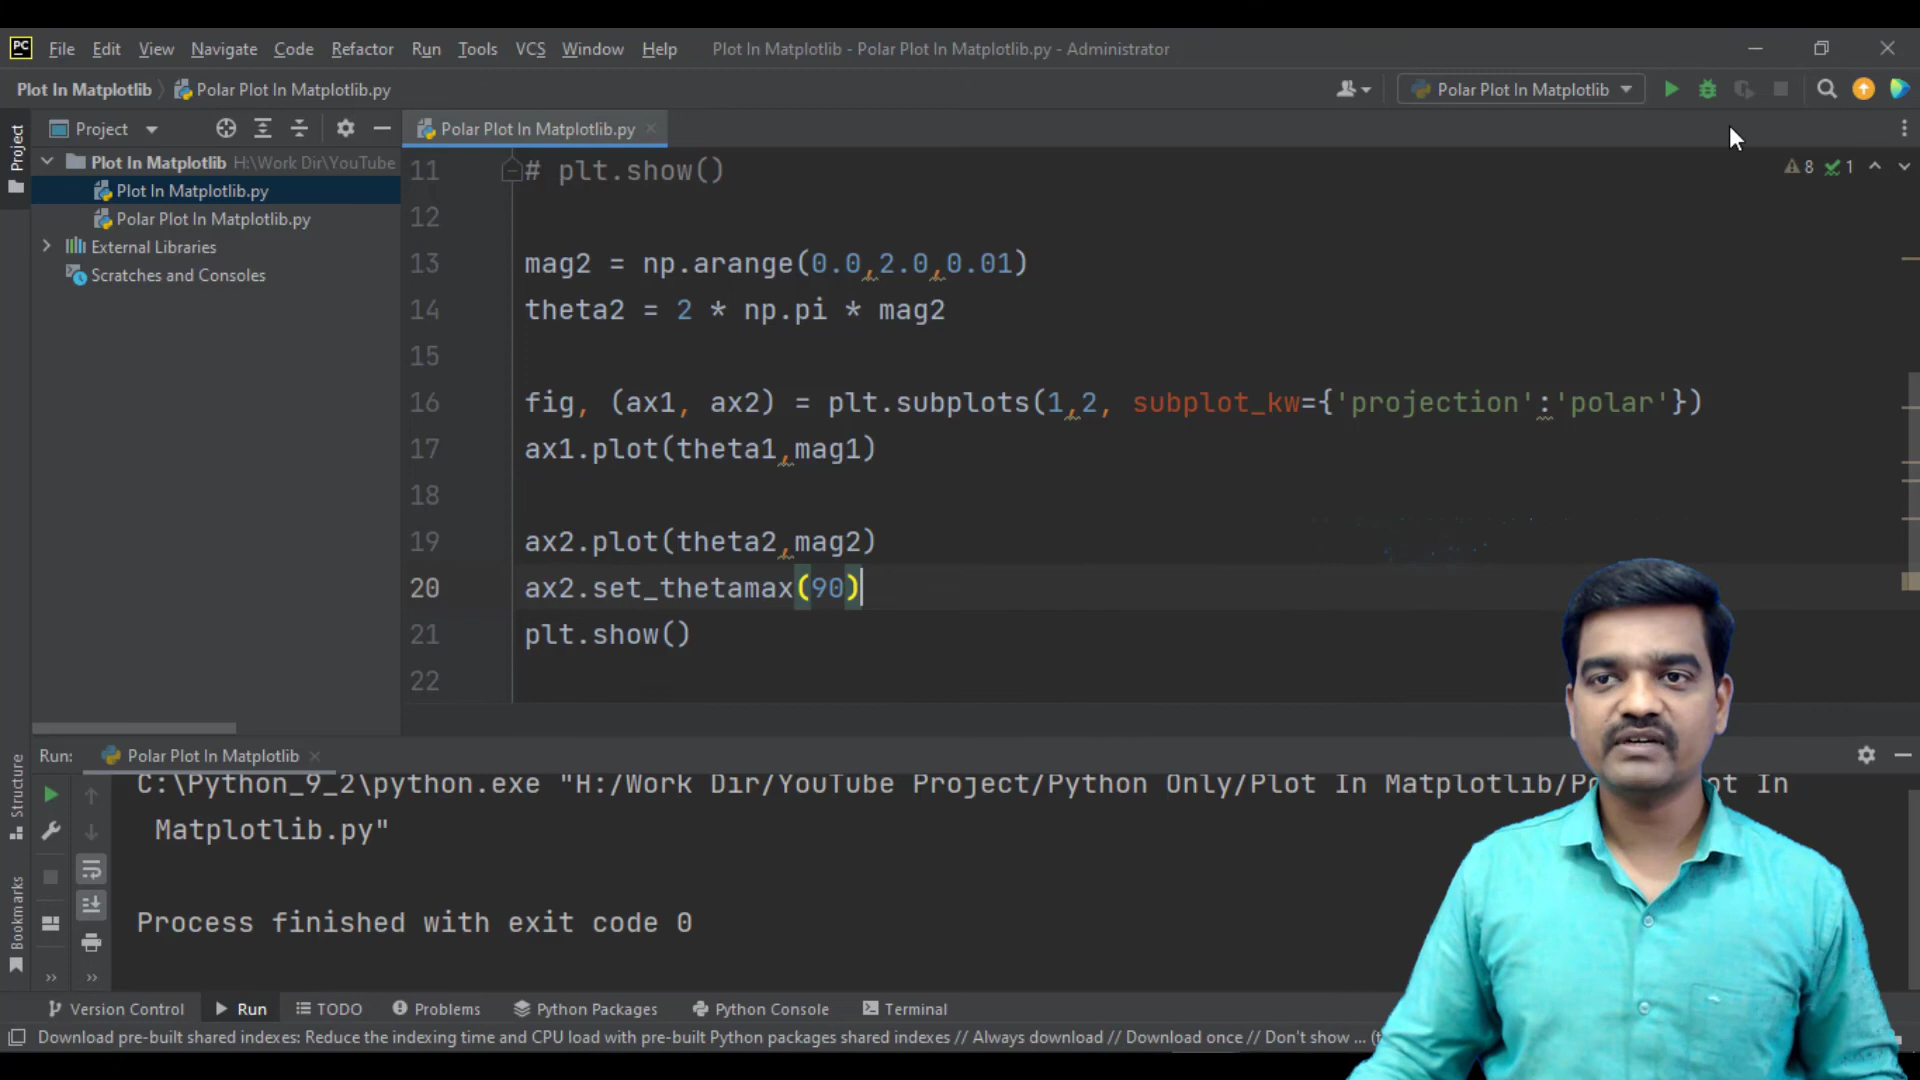 PC File Edit View Navigate Code Refactor Run Tools VCS Window Help Plot In Matplotlib - Polar Plot In Matplotlib.py - Administrator
Plot In Matplotlib Polar Plot In Matplotlib.py Polar Plot In Matplotlib
Project Project Polar Plot In Matplotlib.py
Plot In Matplotlib H:\Work Dir\YouTube
Plot In Matplotlib.py
Polar Plot In Matplotlib.py
External Libraries
Scratches and Consoles
8 1
11 # plt.show()
12
13 mag2 = np.arange(0.0,2.0,0.01)
14 theta2 = 2 * np.pi * mag2
15
16 fig, (ax1, ax2) = plt.subplots(1,2, subplot_kw={'projection':'polar'})
17 ax1.plot(theta1,mag1)
18
19 ax2.plot(theta2,mag2)
20 ax2.set_thetamax(90)
21 plt.show()
22
Structure
Bookmarks
Run: Polar Plot In Matplotlib
C:\Python_9_2\python.exe "H:/Work Dir/YouTube Project/Python Only/Plot In Matplotlib/Po ot In
Matplotlib.py"
Process finished with exit code 0
Version Control Run TODO Problems Python Packages Python Console Terminal
Download pre-built shared indexes: Reduce the indexing time and CPU load with pre-built Python packages shared indexes // Always download // Download once // Don't show ...